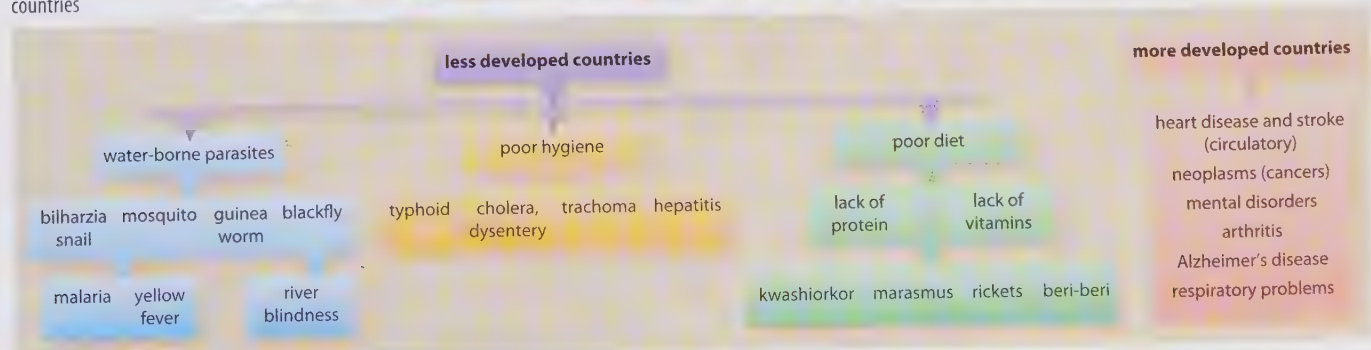 countries
less developed countries
more developed countries
water-borne parasites
poor hygiene
poor diet
bilharzia snail
mosquito
guinea worm
blackfly
malaria
yellow fever
river blindness
typhoid
cholera, dysentery
trachoma
hepatitis
lack of protein
lack of vitamins
kwashiorkor
marasmus
rickets
beri-beri
heart disease and stroke
(circulatory)
neoplasms (cancers)
mental disorders
arthritis
Alzheimer's disease
respiratory problems